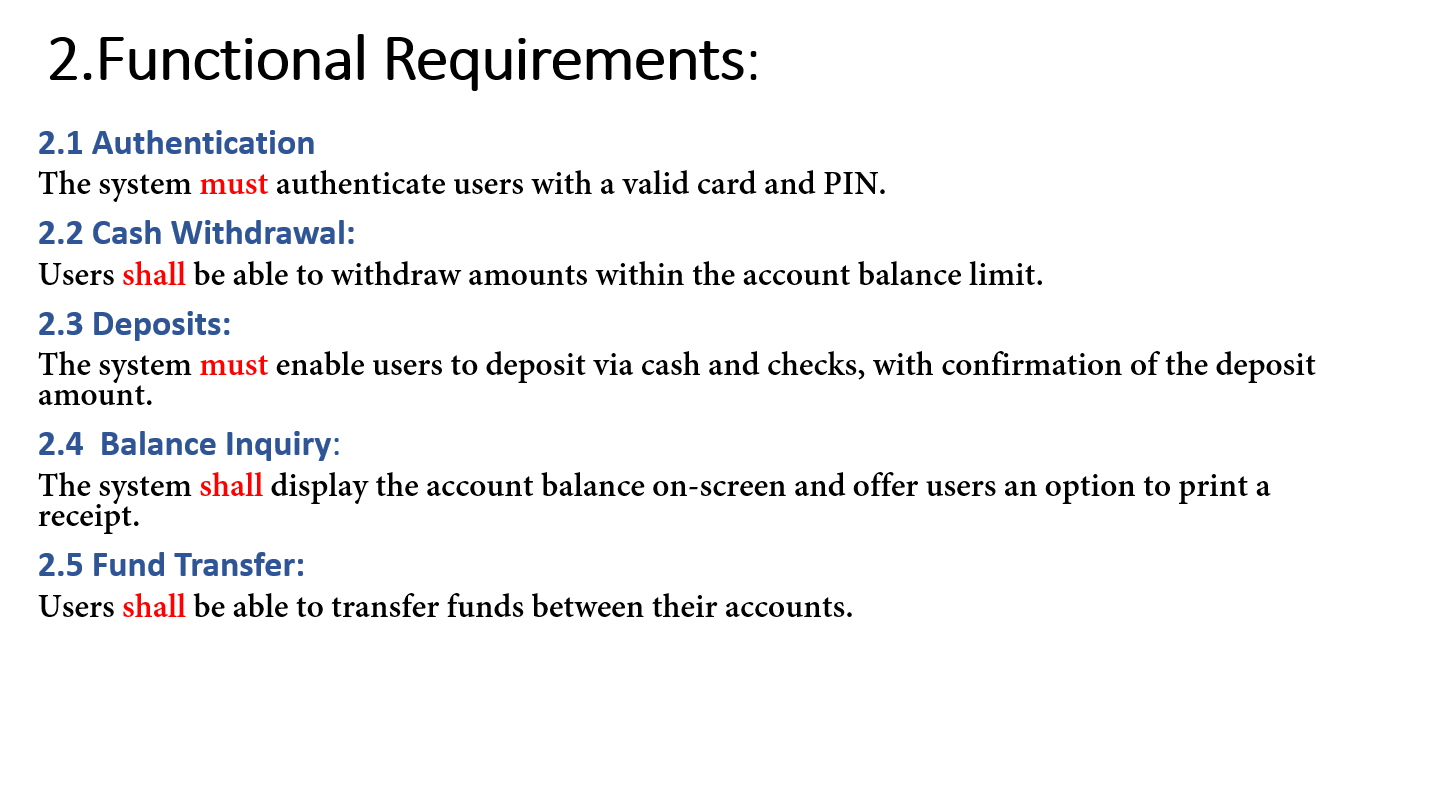 2.Functional Requirements:
2.1 Authentication
The system must authenticate users with a valid card and PIN.
2.2 Cash Withdrawal:
Users shall be able to withdraw amounts within the account balance limit.
2.3 Deposits:
The system must enable users to deposit via cash and checks, with confirmation of the deposit
amount.
2.4  Balance Inquiry:
The system shall display the account balance on-screen and offer users an option to print a
receipt.
2.5 Fund Transfer:
Users shall be able to transfer funds between their accounts.